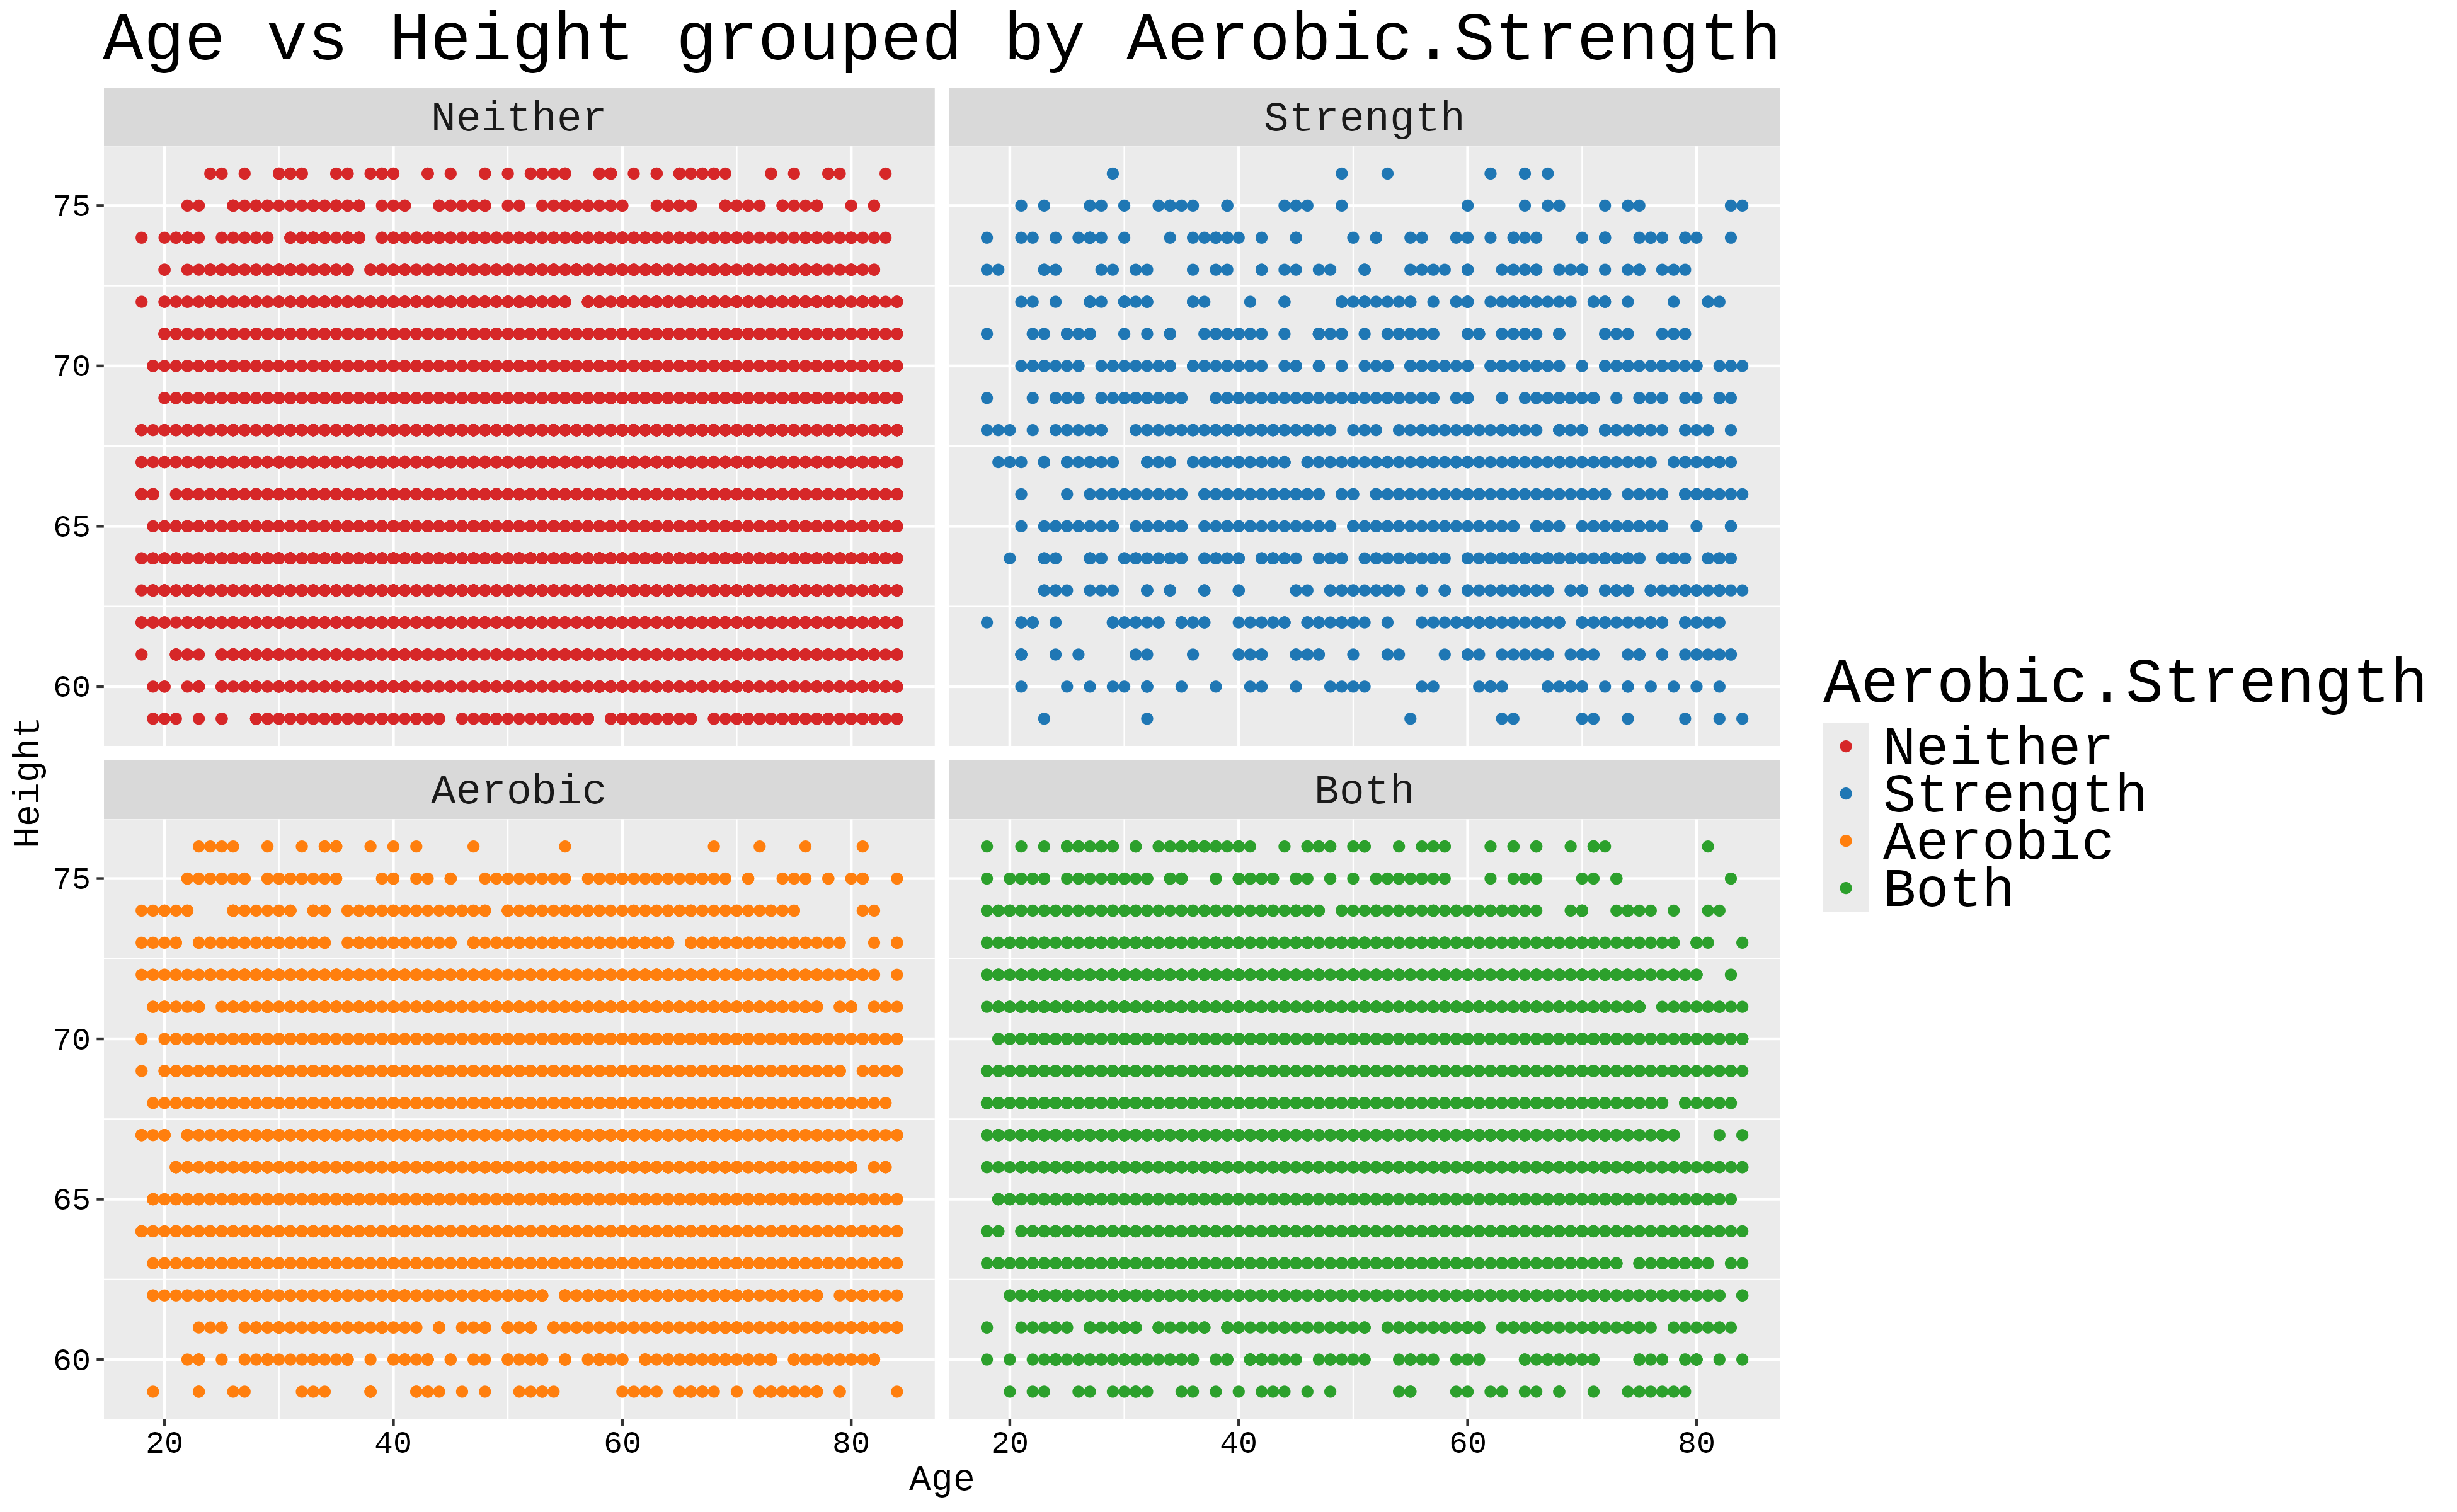 Age vs Height grouped by Aerobic.Strength
Neither
Strength
75
70
65
60
Aerobic
Both
75
70
65
60
20
40
60
80
20
40
60
80
Height
Age
Aerobic.Strength
Neither
Strength
Aerobic
Both